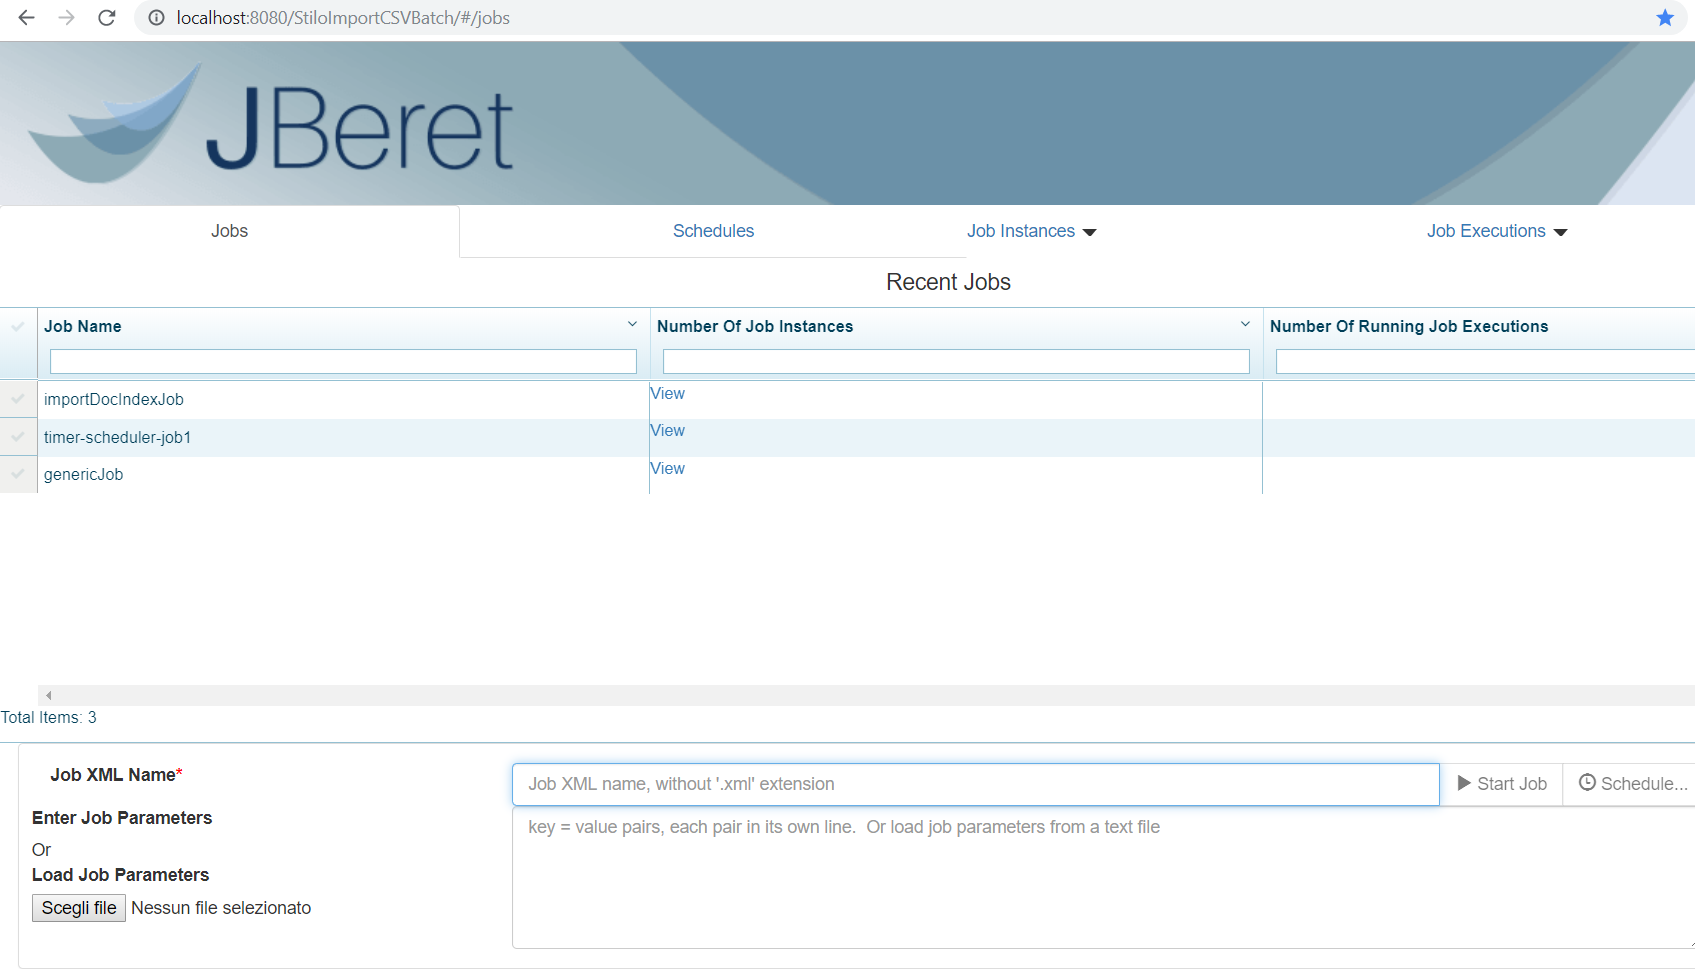 localhost:8080/StiloImportCSVBatch/#/jobs
JBeret
Jobs Schedules Job Instances Job Executions
Recent Jobs
Job Name Number Of Job Instances Number Of Running Job Executions
importDocIndexJob View
timer-scheduler-job1 View
genericJob View
Total Items: 3
Job XML Name* Job XML name, without '.xml' extension Start Job Schedule...
Enter Job Parameters key = value pairs, each pair in its own line. Or load job parameters from a text file
Or
Load Job Parameters
Scegli file Nessun file selezionato